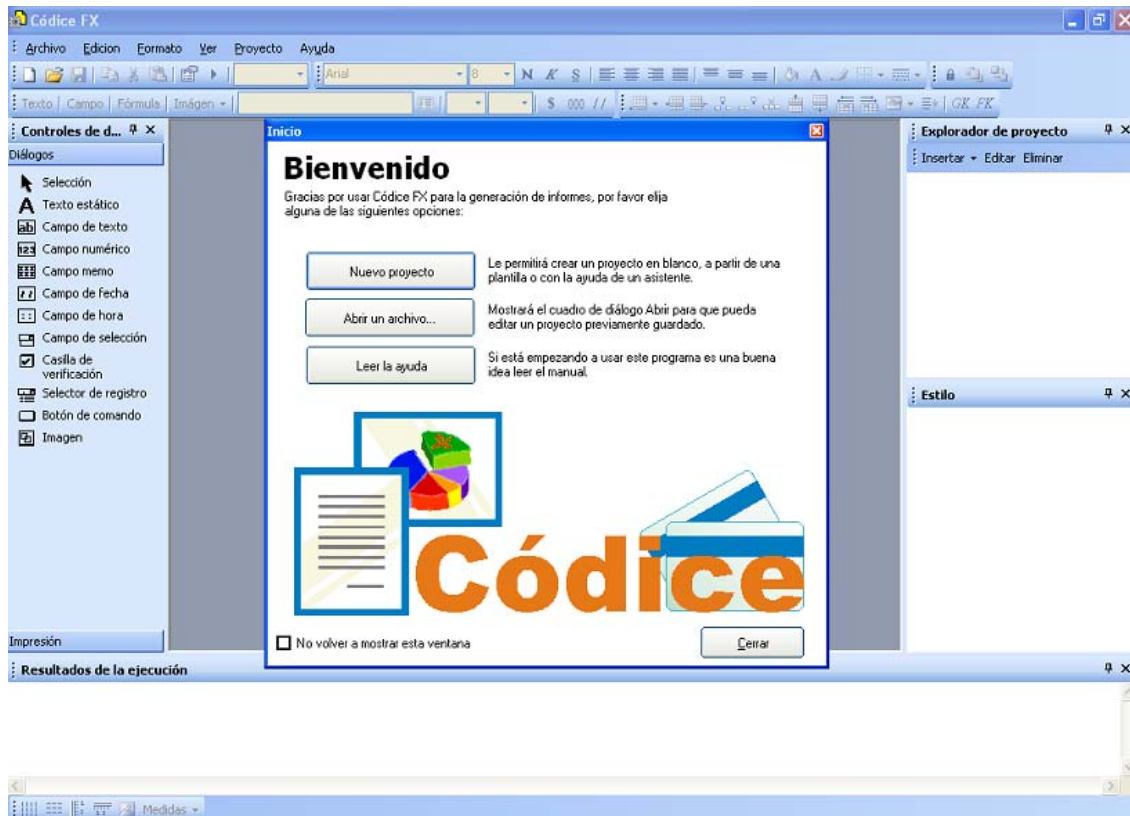 Códice FX
Archivo Edicion Formato Ver Proyecto Ayuda
Arial 8 N K S
Texto Campo Fórmula Imágen $ 000 // GK FK
Controles de d...
Diálogos
Selección
Texto estático
ab Campo de texto
123 Campo numérico
Campo memo
Campo de fecha
Campo de hora
Campo de selección
Casilla de
verificación
Selector de registro
Botón de comando
Imagen
Impresión
Inicio
Bienvenido
Gracias por usar Códice FX para la generación de informes, por favor elija
alguna de las siguientes opciones:
Nuevo proyecto
Le permitirá crear un proyecto en blanco, a partir de una
plantilla o con la ayuda de un asistente.
Abrir un archivo...
Mostrará el cuadro de diálogo Abrir para que pueda
editar un proyecto previamente guardado.
Leer la ayuda
Si está empezando a usar este programa es una buena
idea leer el manual.
Códice
No volver a mostrar esta ventana
Cerrar
Explorador de proyecto
Insertar Editar Eliminar
Estilo
Resultados de la ejecución
Medidas